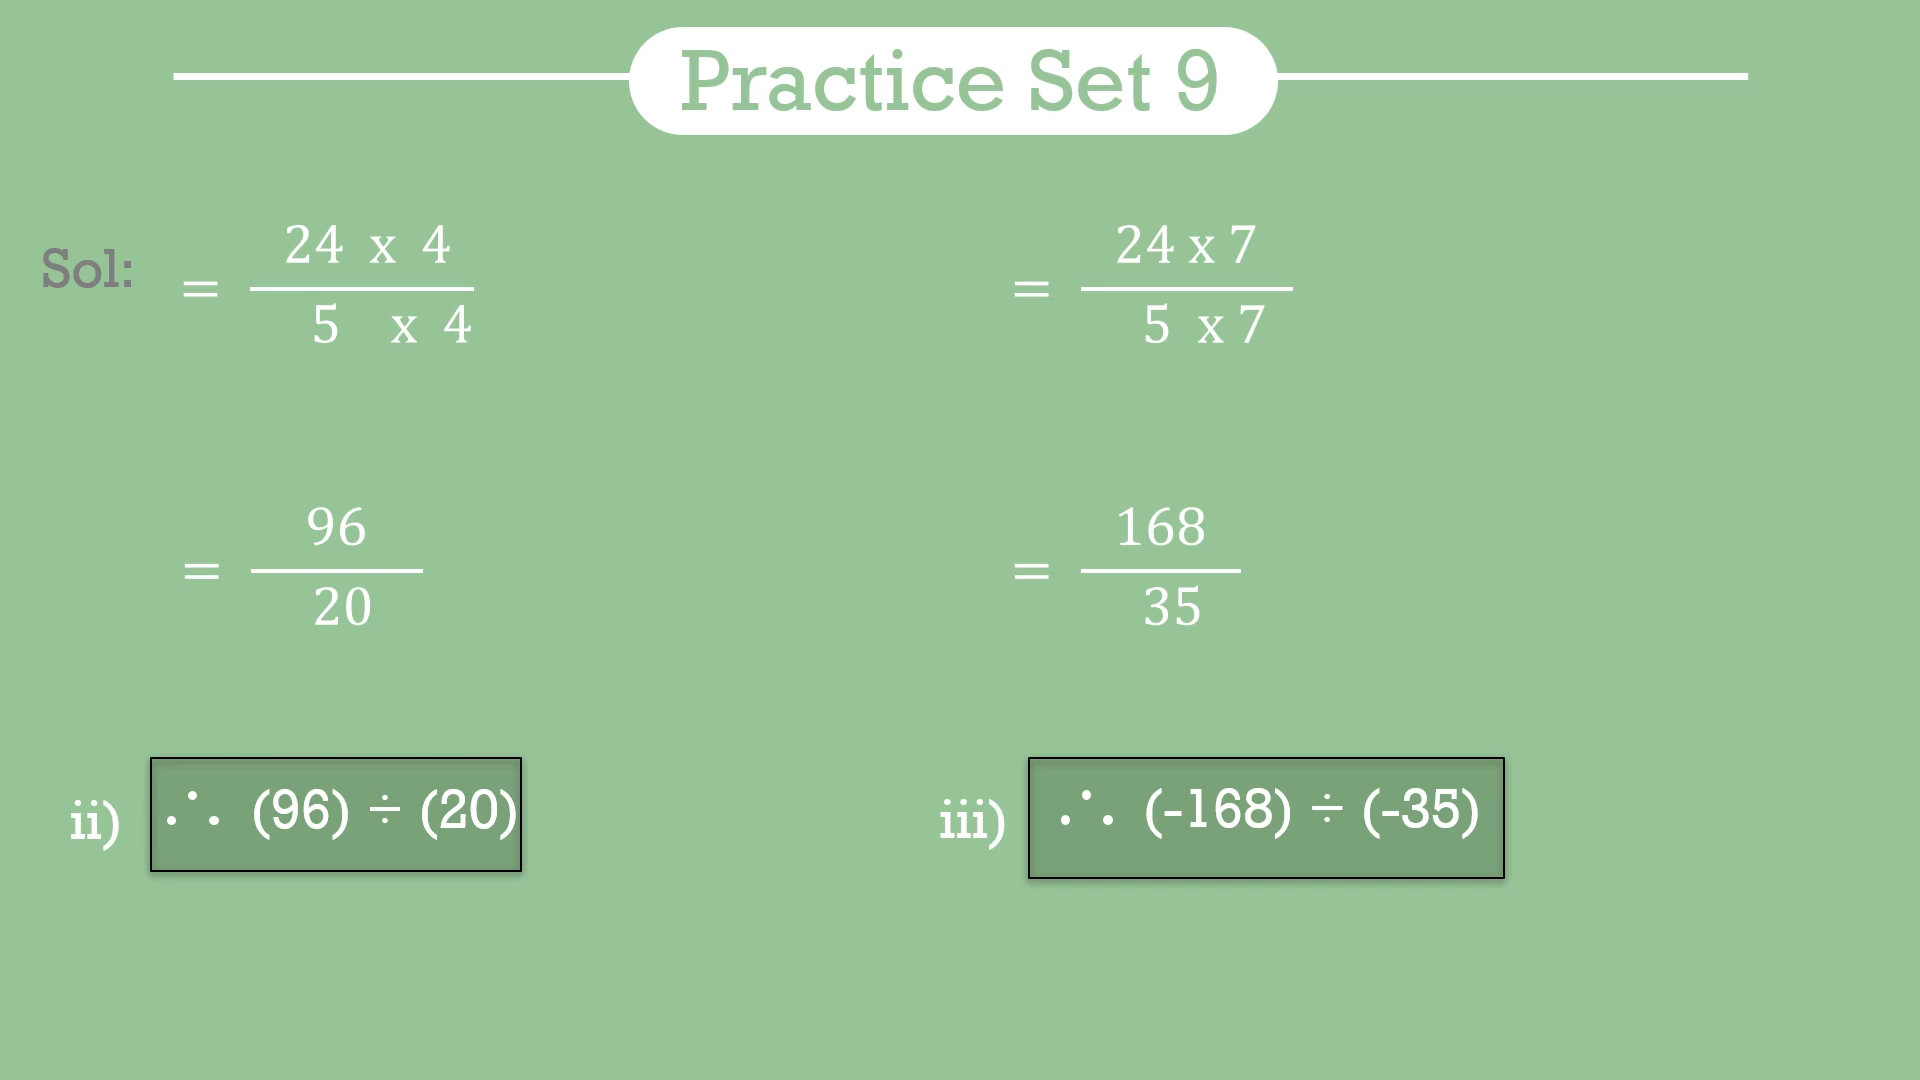 Practice Set 9
Sol:
= 24 x 4 / 5 x 4
= 96 / 20
ii) ∴ (96) ÷ (20)
= 24 x 7 / 5 x 7
= 168 / 35
iii) ∴ (-168) ÷ (-35)